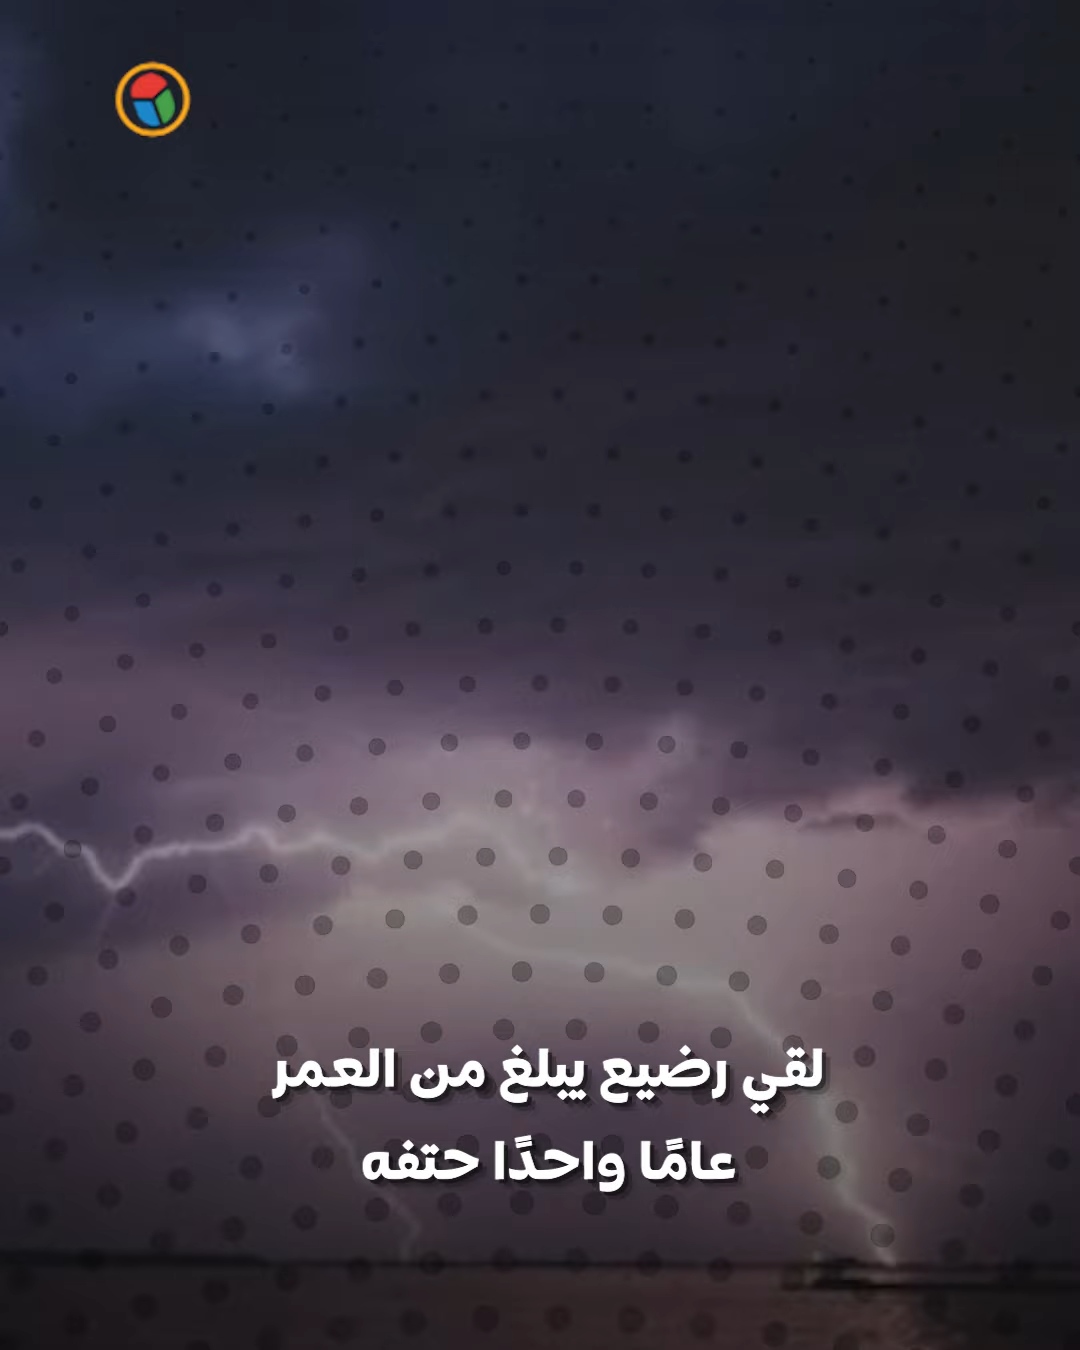 لقي رضيع يبلغ من العمر
عامًا واحدًا حتفه